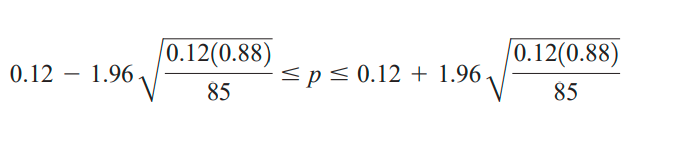 0.12 − 1.96 √(0.12(0.88)/85) ≤ p ≤ 0.12 + 1.96 √(0.12(0.88)/85)